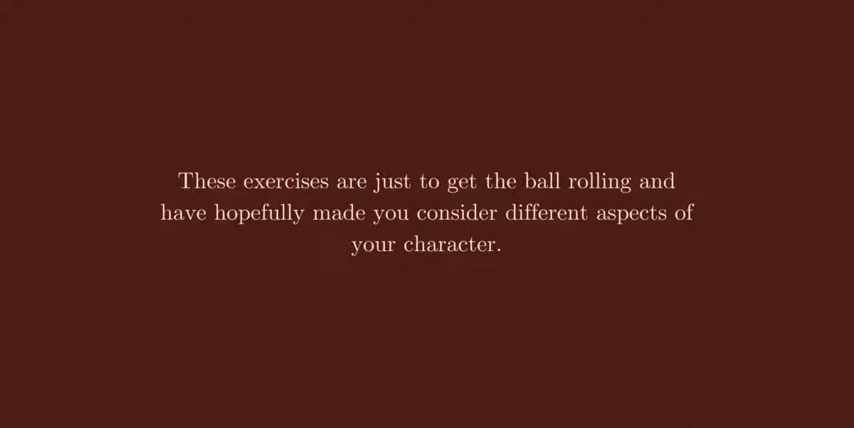 These exercises are just to get the ball rolling and
have hopefully made you consider different aspects of
your character.